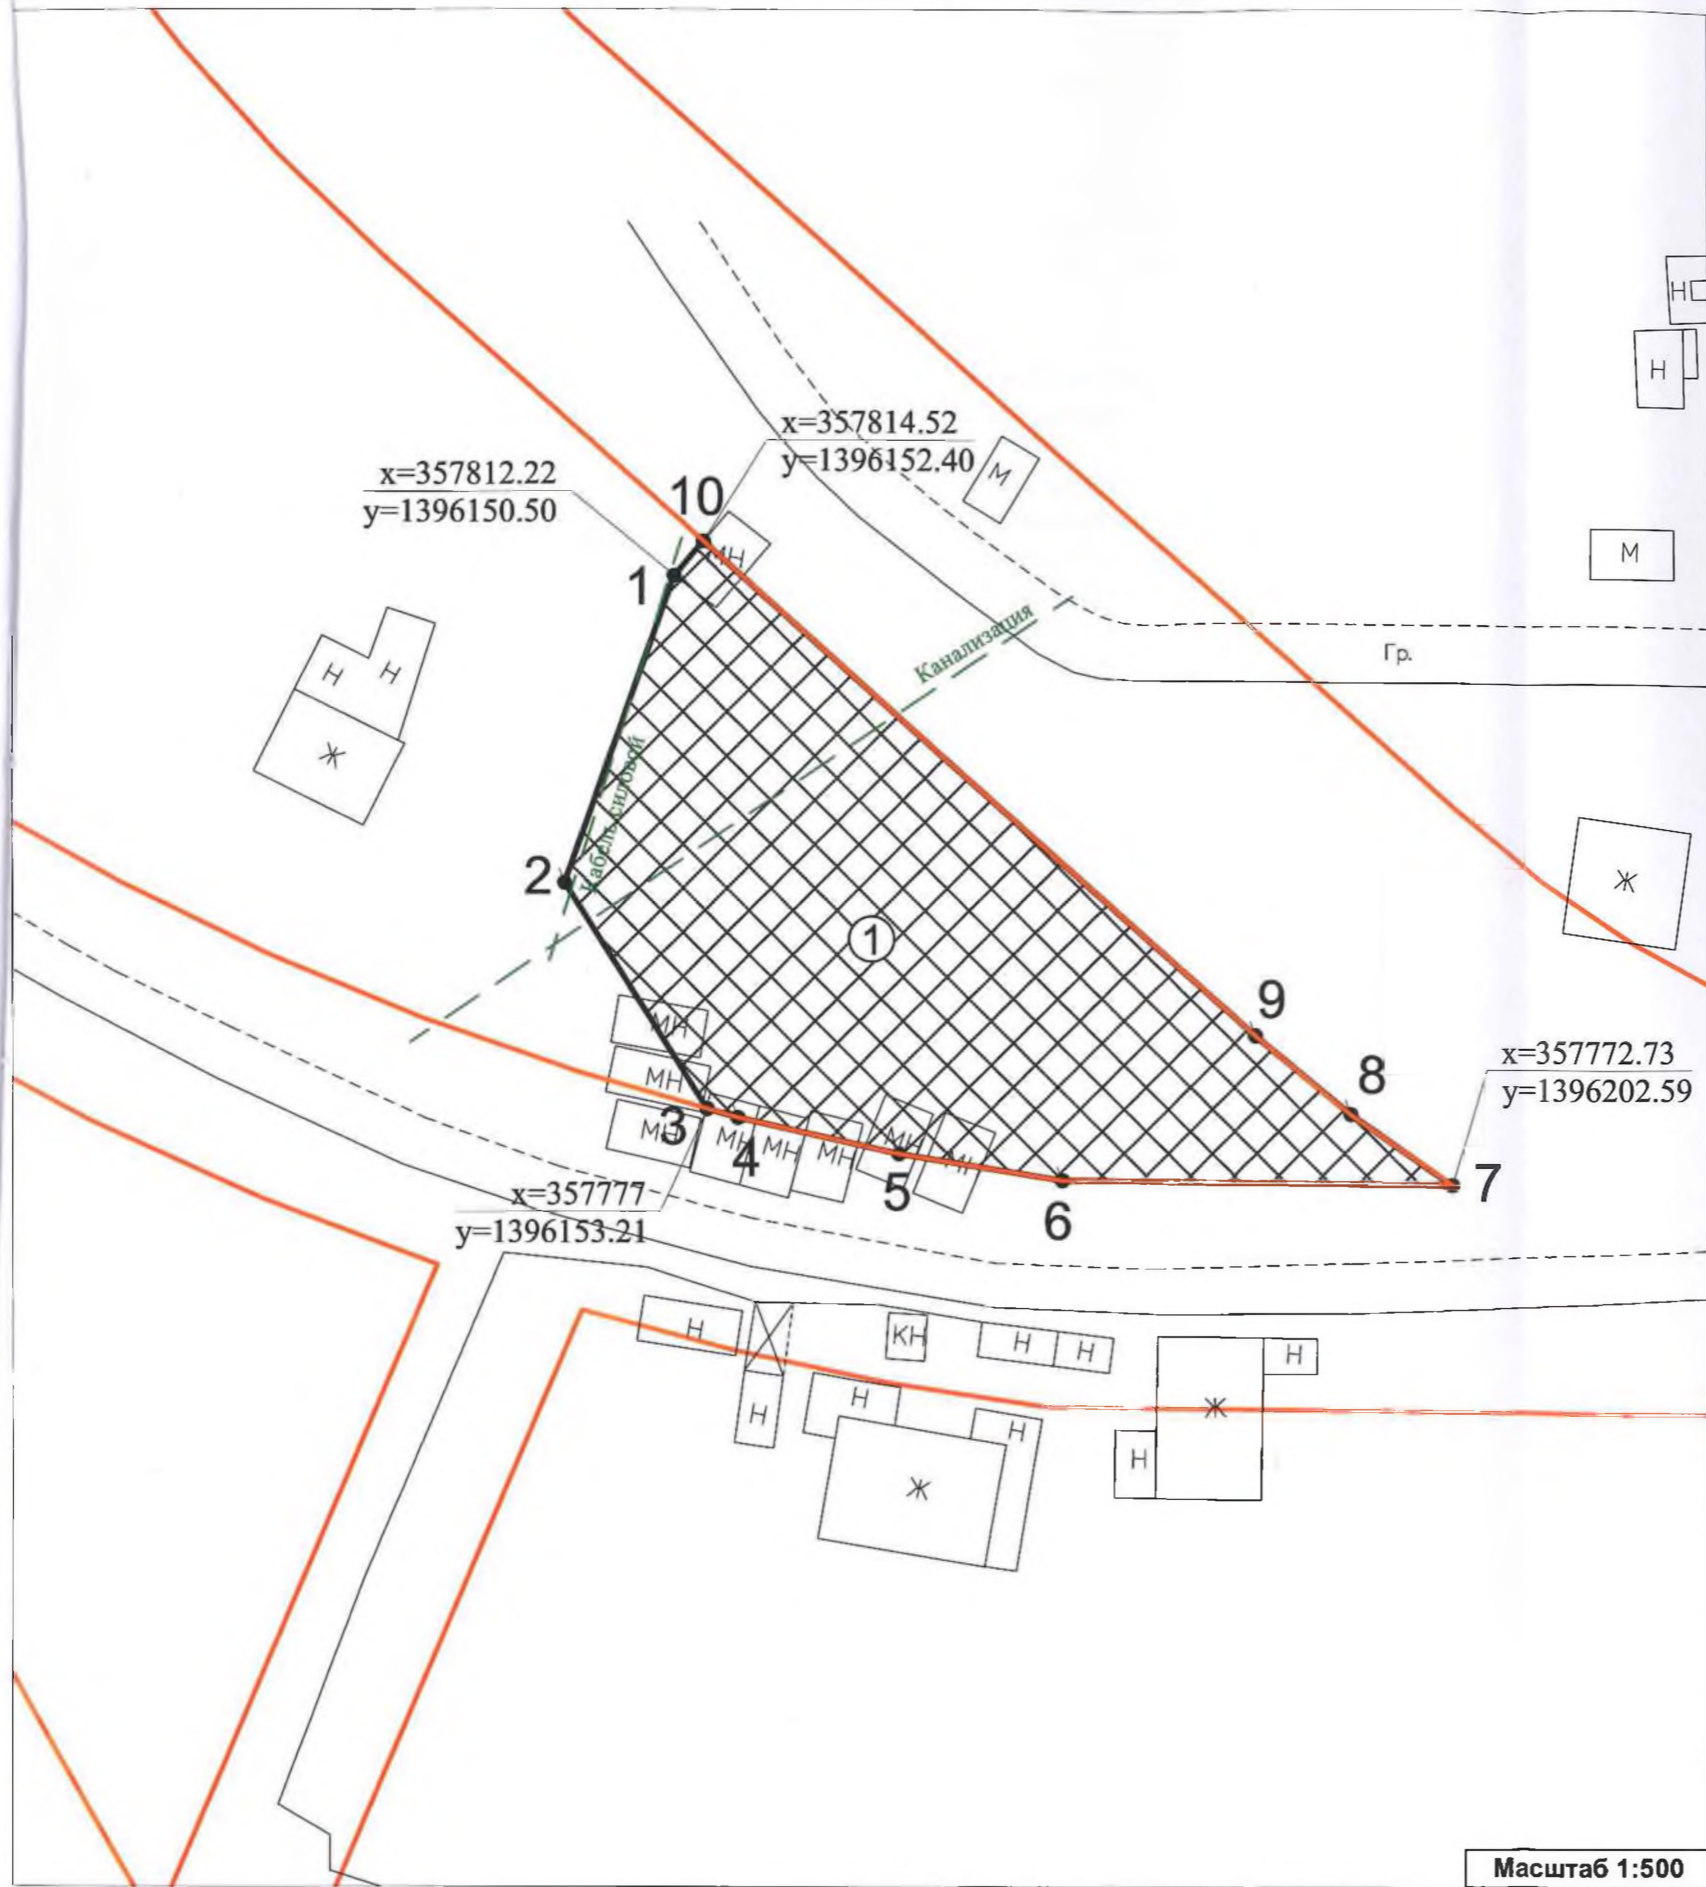 Н
Н
x=357814.52
y=1396152.40
М
x=357812.22
y=1396150.50
10
МН
М
1
Канализация
Гр.
Н
Н
Ж
Кабель силовой
2
Ж
1
9
МН
x=357772.73
y=1396202.59
8
МН
3
МН
МН
4
МН
МН
МН
5
6
7
x=357777
y=1396153.21
Н
КН
Н
Н
Н
Н
Н
Н
Ж
Н
Ж
Масштаб 1:500